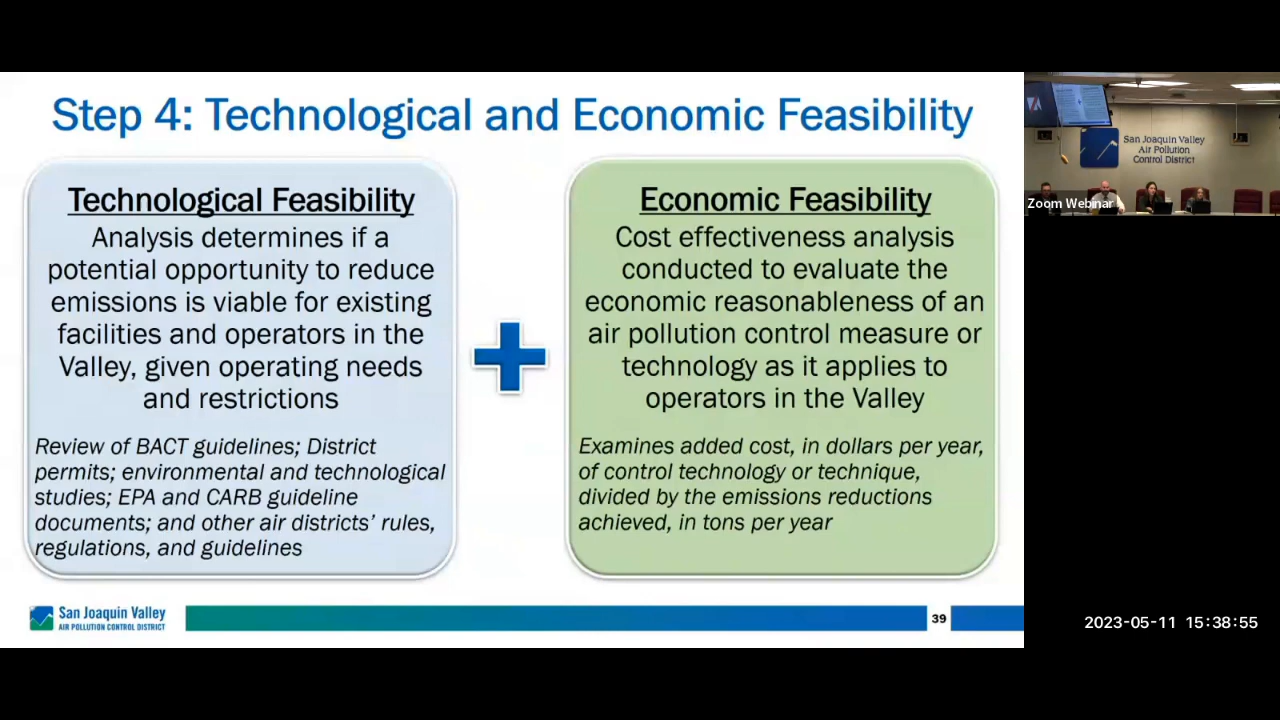 Step 4: Technological and Economic Feasibility
Technological Feasibility
Analysis determines if a
potential opportunity to reduce
emissions is viable for existing
facilities and operators in the
Valley, given operating needs
and restrictions
Review of BACT guidelines; District
permits; environmental and technological
studies; EPA and CARB guideline
documents; and other air districts’ rules,
regulations, and guidelines
Economic Feasibility
Cost effectiveness analysis
conducted to evaluate the
economic reasonableness of an
air pollution control measure or
technology as it applies to
operators in the Valley
Examines added cost, in dollars per year,
of control technology or technique,
divided by the emissions reductions
achieved, in tons per year
San Joaquin Valley
AIR POLLUTION CONTROL DISTRICT
39
San Joaquin Valley
Air Pollution
Control District
Zoom Webinar
2023-05-11 15:38:55